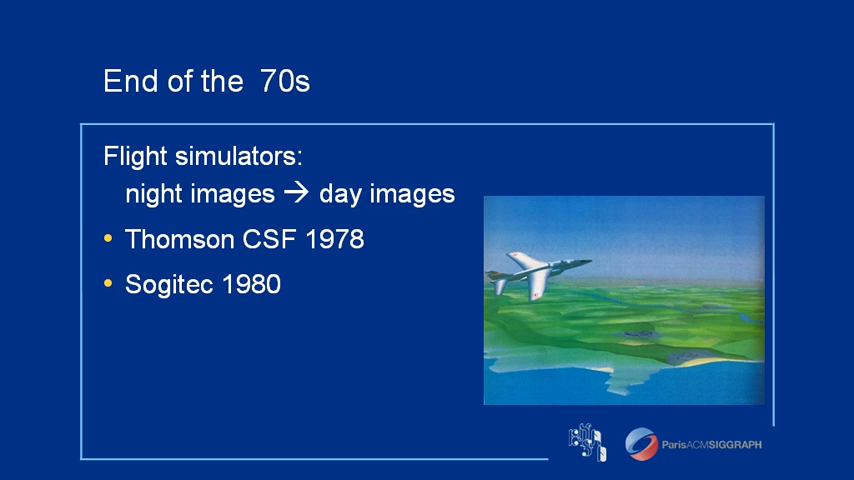 End of the 70s
Flight simulators:
night images → day images
• Thomson CSF 1978
• Sogitec 1980
ParisACMSIGGRAPH